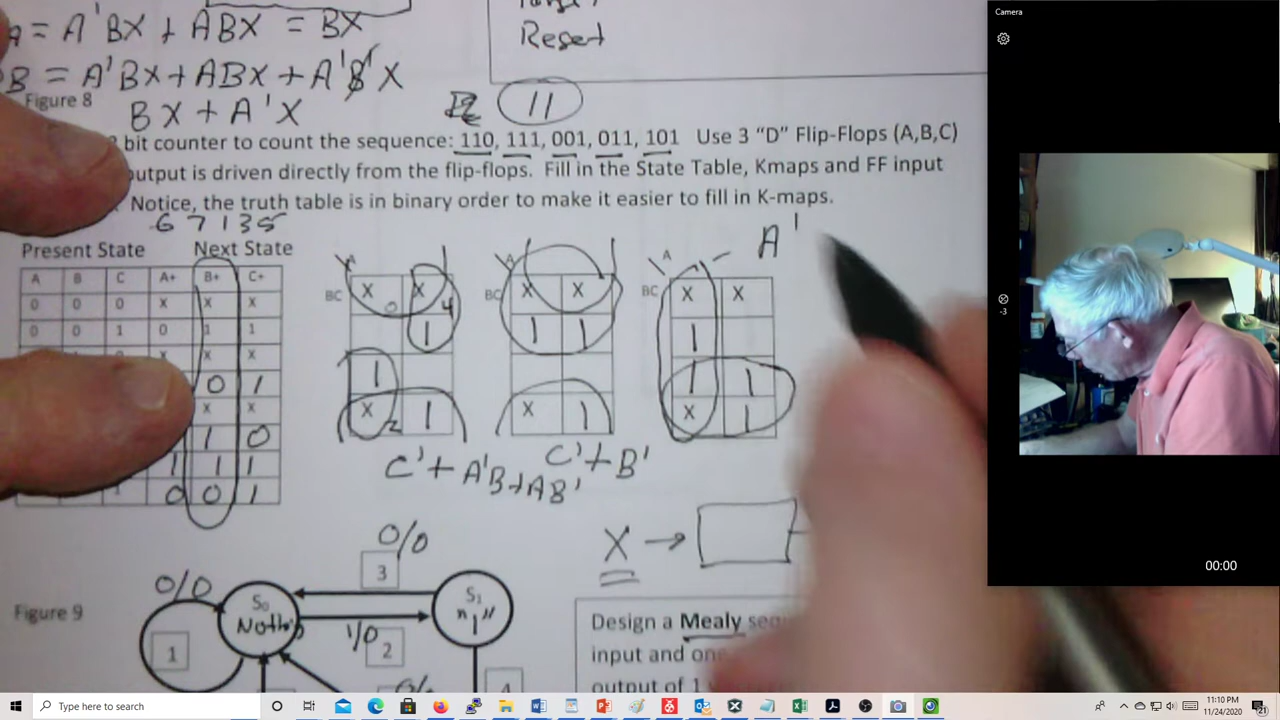 = A'BX + ABX = BX
Reset
B = A'BX + ABX + A'B'X
Figure 8
BX + A'X
11
bit counter to count the sequence: 110, 111, 001, 011, 101 Use 3 "D" Flip-Flops (A,B,C)
output is driven directly from the flip-flops. Fill in the State Table, Kmaps and FF input
Notice, the truth table is in binary order to make it easier to fill in K-maps.
6 7 1 3 5
Present State Next State
A B C A+ B+ C+
0 0 0 X X X
0 0 1 0 1 1
X X
0 1
X
1 0
1 1 1
0 0 1
A
BC
X 0 X 4
1
1
X 2 1
C' + A'B + AB'
A
BC
X X
1 1
X 1
C' + B'
A
BC
X X
1
1 1
X 1
A'
X →
Figure 9
0/0
S0
Nothing
1
0/0
3
1/0
2
S1
"1"
4
0/
Design a Mealy
input and one
output of 1
Camera
-3
00:00
Type here to search
11:10 PM
11/24/2020
21